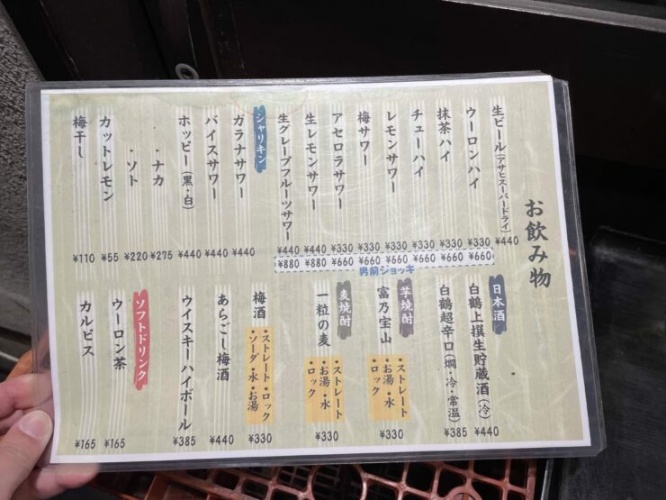 お飲み物
生ビール(アサヒスーパードライ) ¥440
ウーロンハイ ¥330 ¥660
抹茶ハイ ¥330 ¥660
チューハイ ¥330 ¥660
レモンサワー ¥330 ¥660
梅サワー ¥330 ¥660
アセロラサワー ¥330 ¥660
生レモンサワー ¥440 ¥880
生グレープフルーツサワー ¥440 ¥880
男前ジョッキ
シャリキン
ガラナサワー ¥440
バイスサワー ¥440
ホッピー(黒・白) ¥440
・ナカ ¥275
・ソト ¥220
カットレモン ¥55
梅干し ¥110
日本酒
白鶴上撰生貯蔵酒(冷) ¥440
白鶴超辛口(燗・冷・常温) ¥385
芋焼酎
富乃宝山 ¥330
・ストレート
・お湯・水
・ロック
麦焼酎
一粒の麦 ¥330
・ストレート
・お湯・水
・ロック
梅酒 ¥330
・ストレート・ロック
・ソーダ・水・お湯
あらごし梅酒 ¥440
ウイスキーハイボール ¥385
ソフトドリンク
ウーロン茶 ¥165
カルピス ¥165